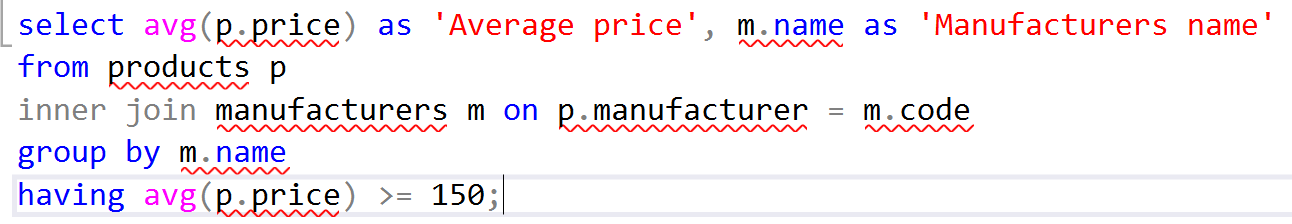 select avg(p.price) as 'Average price', m.name as 'Manufacturers name'
from products p
inner join manufacturers m on p.manufacturer = m.code
group by m.name
having avg(p.price) >= 150;